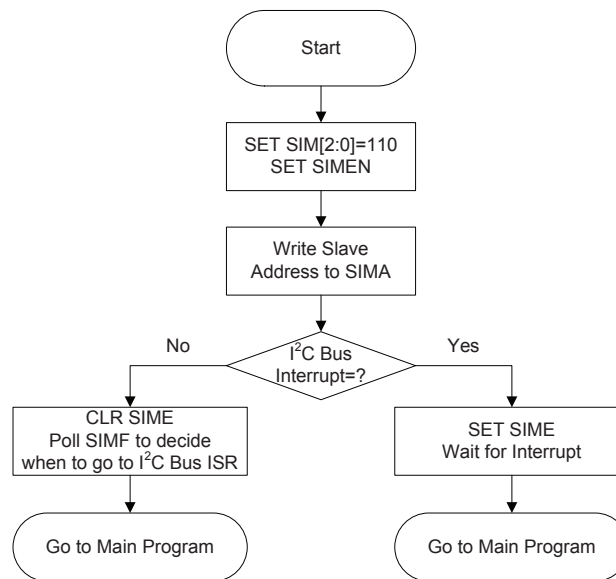 Start
SET SIM[2:0]=110
SET SIMEN
Write Slave
Address to SIMA
I²C Bus
Interrupt=?
No
Yes
CLR SIME
Poll SIMF to decide
when to go to I²C Bus ISR
SET SIME
Wait for Interrupt
Go to Main Program
Go to Main Program